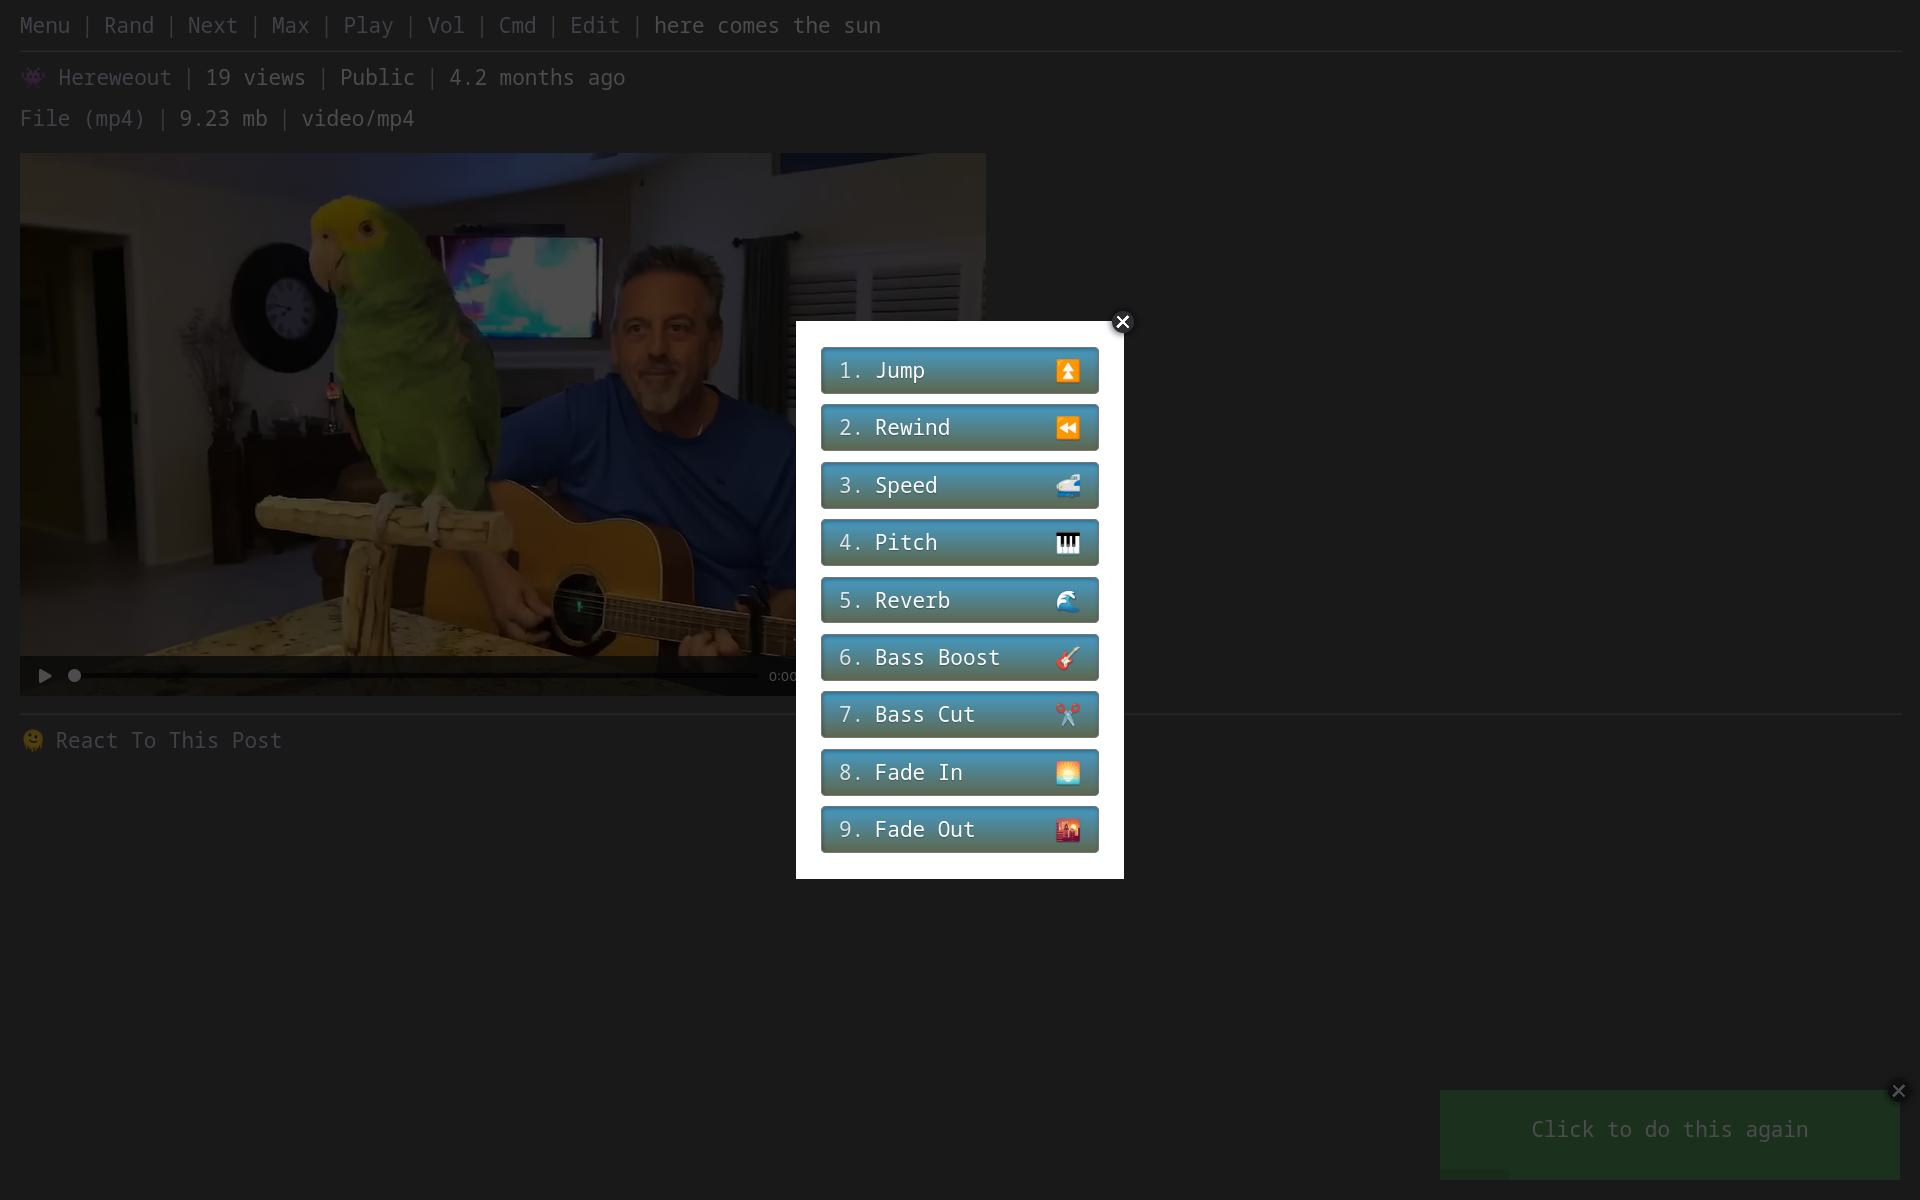 Menu | Rand | Next | Max | Play | Vol | Cmd | Edit | here comes the sun
Hereweout | 19 views | Public | 4.2 months ago
File (mp4) | 9.23 mb | video/mp4
1. Jump
2. Rewind
3. Speed
4. Pitch
5. Reverb
6. Bass Boost
7. Bass Cut
8. Fade In
9. Fade Out
0:00
React To This Post
Click to do this again